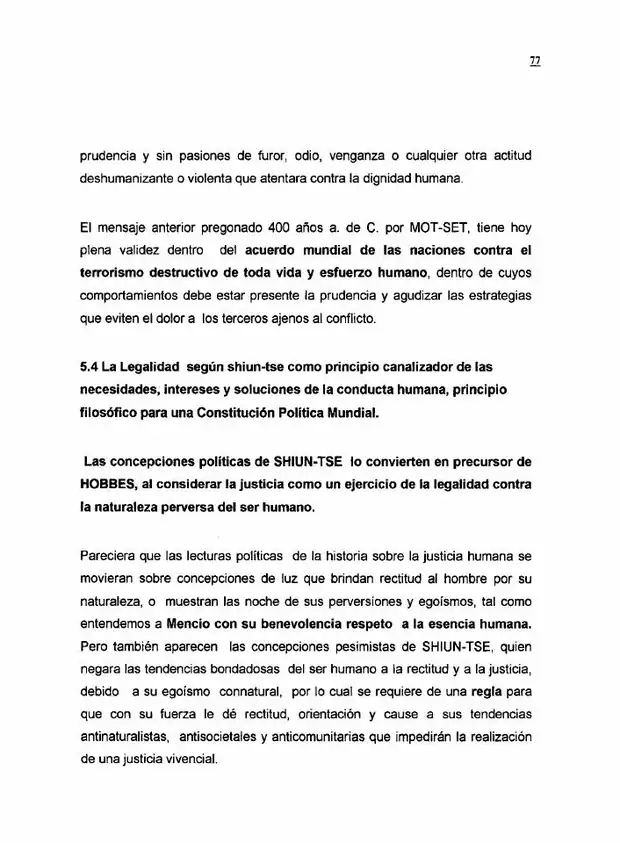 77
prudencia y sin pasiones de furor, odio, venganza o cualquier otra actitud
deshumanizante o violenta que atentara contra la dignidad humana.
El mensaje anterior pregonado 400 años a. de C. por MOT-SET, tiene hoy
plena validez dentro del acuerdo mundial de las naciones contra el
terrorismo destructivo de toda vida y esfuerzo humano, dentro de cuyos
comportamientos debe estar presente la prudencia y agudizar las estrategias
que eviten el dolor a los terceros ajenos al conflicto.
5.4 La Legalidad según shiun-tse como principio canalizador de las
necesidades, intereses y soluciones de la conducta humana, principio
filosófico para una Constitución Política Mundial.
Las concepciones políticas de SHIUN-TSE lo convierten en precursor de
HOBBES, al considerar la justicia como un ejercicio de la legalidad contra
la naturaleza perversa del ser humano.
Pareciera que las lecturas políticas de la historia sobre la justicia humana se
movieran sobre concepciones de luz que brindan rectitud al hombre por su
naturaleza, o muestran las noche de sus perversiones y egoísmos, tal como
entendemos a Mencio con su benevolencia respeto a la esencia humana.
Pero también aparecen las concepciones pesimistas de SHIUN-TSE, quien
negara las tendencias bondadosas del ser humano a la rectitud y a la justicia,
debido a su egoísmo connatural, por lo cual se requiere de una regla para
que con su fuerza le dé rectitud, orientación y cause a sus tendencias
antinaturalistas, antisocietales y anticomunitarias que impedirán la realización
de una justicia vivencial.